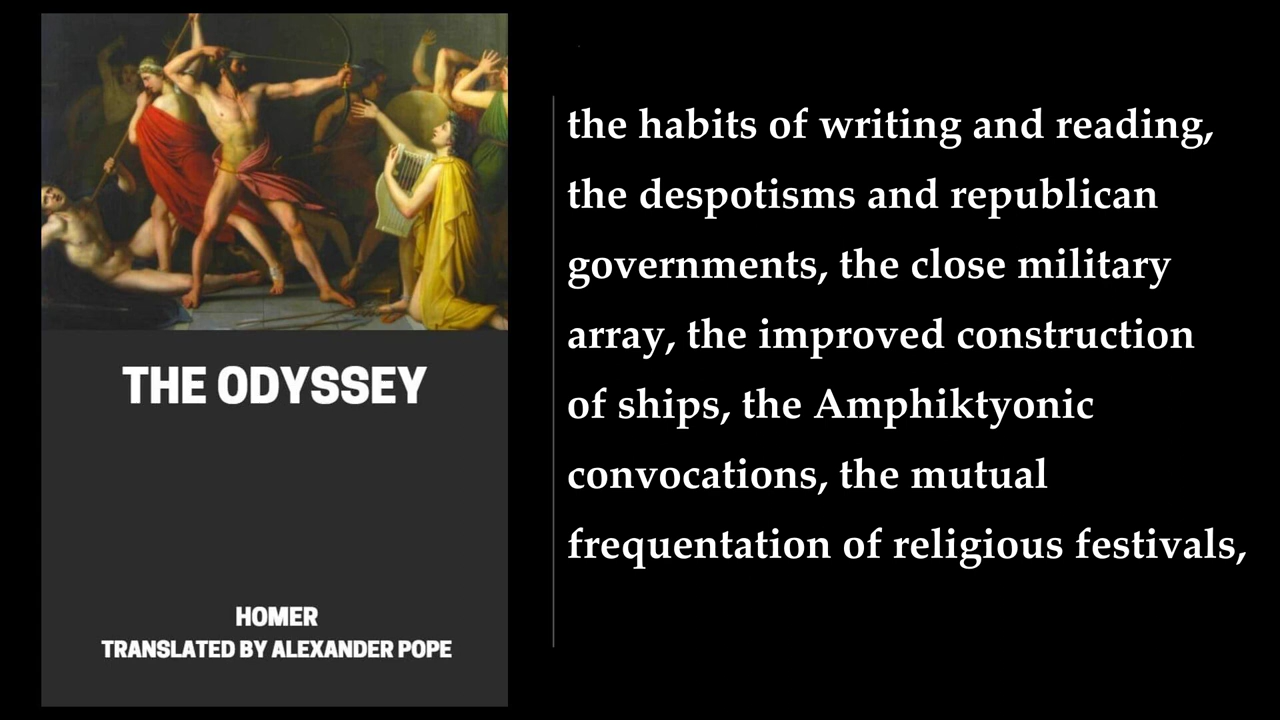 THE ODYSSEY
HOMER
TRANSLATED BY ALEXANDER POPE
the habits of writing and reading,
the despotisms and republican
governments, the close military
array, the improved construction
of ships, the Amphiktyonic
convocations, the mutual
frequentation of religious festivals,